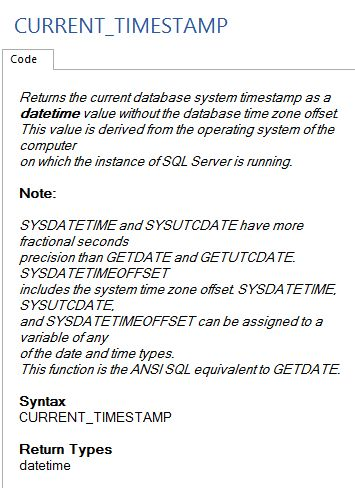 CURRENT_TIMESTAMP
Code
Returns the current database system timestamp as a
datetime value without the database time zone offset.
This value is derived from the operating system of the
computer
on which the instance of SQL Server is running.
Note:
SYSDATETIME and SYSUTCDATE have more
fractional seconds
precision than GETDATE and GETUTCDATE.
SYSDATETIMEOFFSET
includes the system time zone offset. SYSDATETIME,
SYSUTCDATE,
and SYSDATETIMEOFFSET can be assigned to a
variable of any
of the date and time types.
This function is the ANSI SQL equivalent to GETDATE.
Syntax
CURRENT_TIMESTAMP
Return Types
datetime